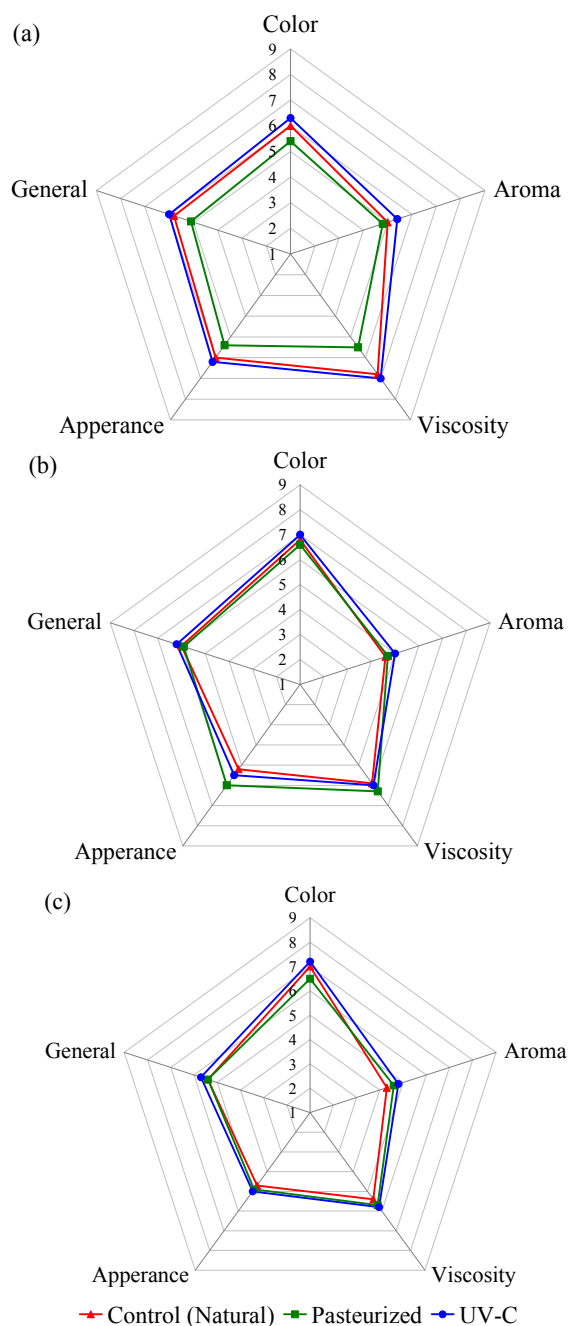 (a)
Color
9
8
7
6
5
4
3
2
1
General
Aroma
Apperance
Viscosity
(b)
Color
9
8
7
6
5
4
3
2
1
General
Aroma
Apperance
Viscosity
(c)
Color
9
8
7
6
5
4
3
2
1
General
Aroma
Apperance
Viscosity
Control (Natural) Pasteurized UV-C